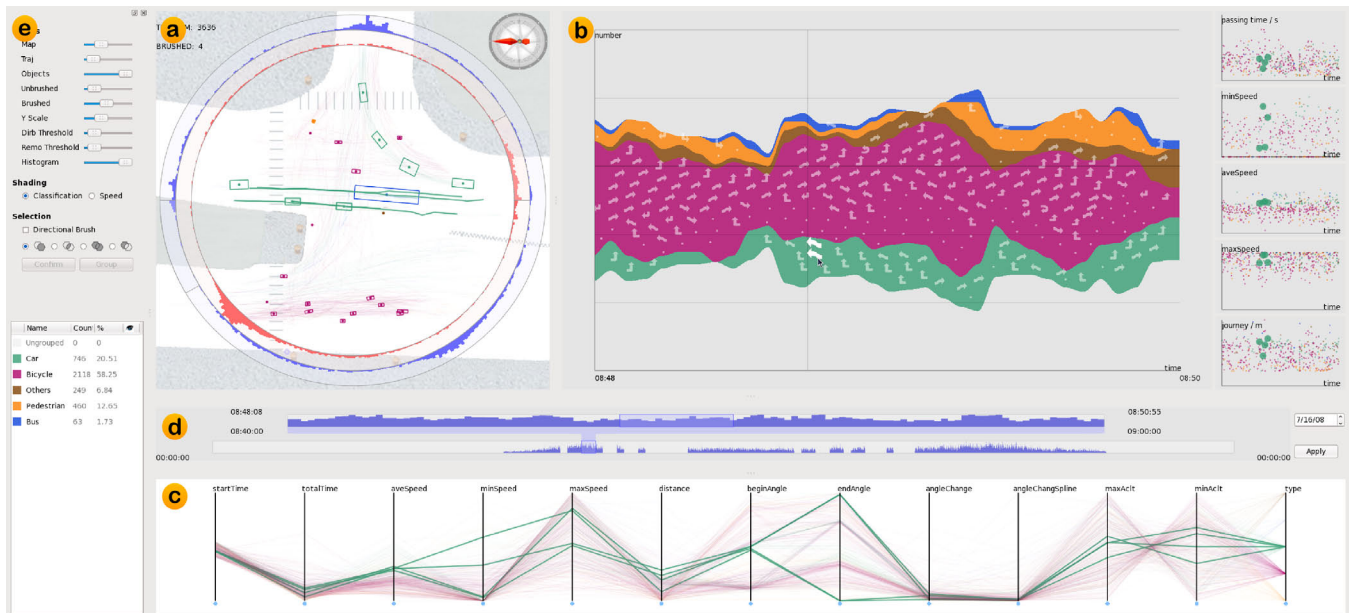 e
Map
Traj
Objects
Unbrushed
Brushed
Y Scale
Dirb Threshold
Remo Threshold
Histogram
Shading
Classification Speed
Selection
Directional Brush
Confirm Group
Name Coun %
Ungrouped 0 0
Car 746 20.51
Bicycle 2118 58.25
Others 249 6.84
Pedestrian 460 12.65
Bus 63 1.73
a
M: 3636
BRUSHED: 4
b
number
time
08:48
08:50
passing time / s
time
minSpeed
time
aveSpeed
time
maxSpeed
time
journey / m
time
d
08:48:08
08:50:55
08:40:00
09:00:00
00:00:00
00:00:00
7/16/08
Apply
c
startTime totalTime aveSpeed minSpeed maxSpeed distance beginAngle endAngle angleChange angleChangSpline maxAclt minAclt type